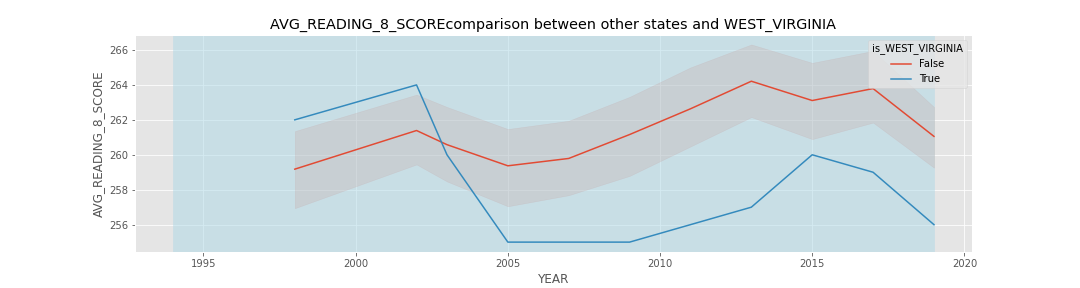 AVG_READING_8_SCOREcomparison between other states and WEST_VIRGINIA
is_WEST_VIRGINIA
False
True
AVG_READING_8_SCORE
266
264
262
260
258
256
1995
2000
2005
2010
2015
2020
YEAR